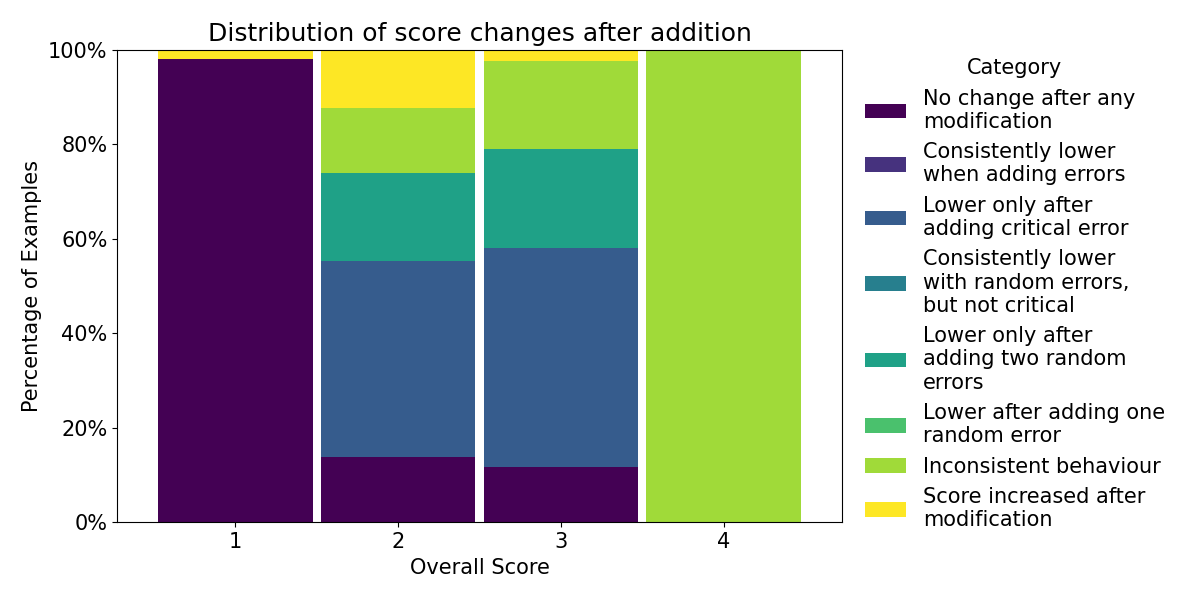 Distribution of score changes after addition
100%
80%
60%
40%
20%
0%
Percentage of Examples
1
2
3
4
Overall Score
Category
No change after any
modification
Consistently lower
when adding errors
Lower only after
adding critical error
Consistently lower
with random errors,
but not critical
Lower only after
adding two random
errors
Lower after adding one
random error
Inconsistent behaviour
Score increased after
modification